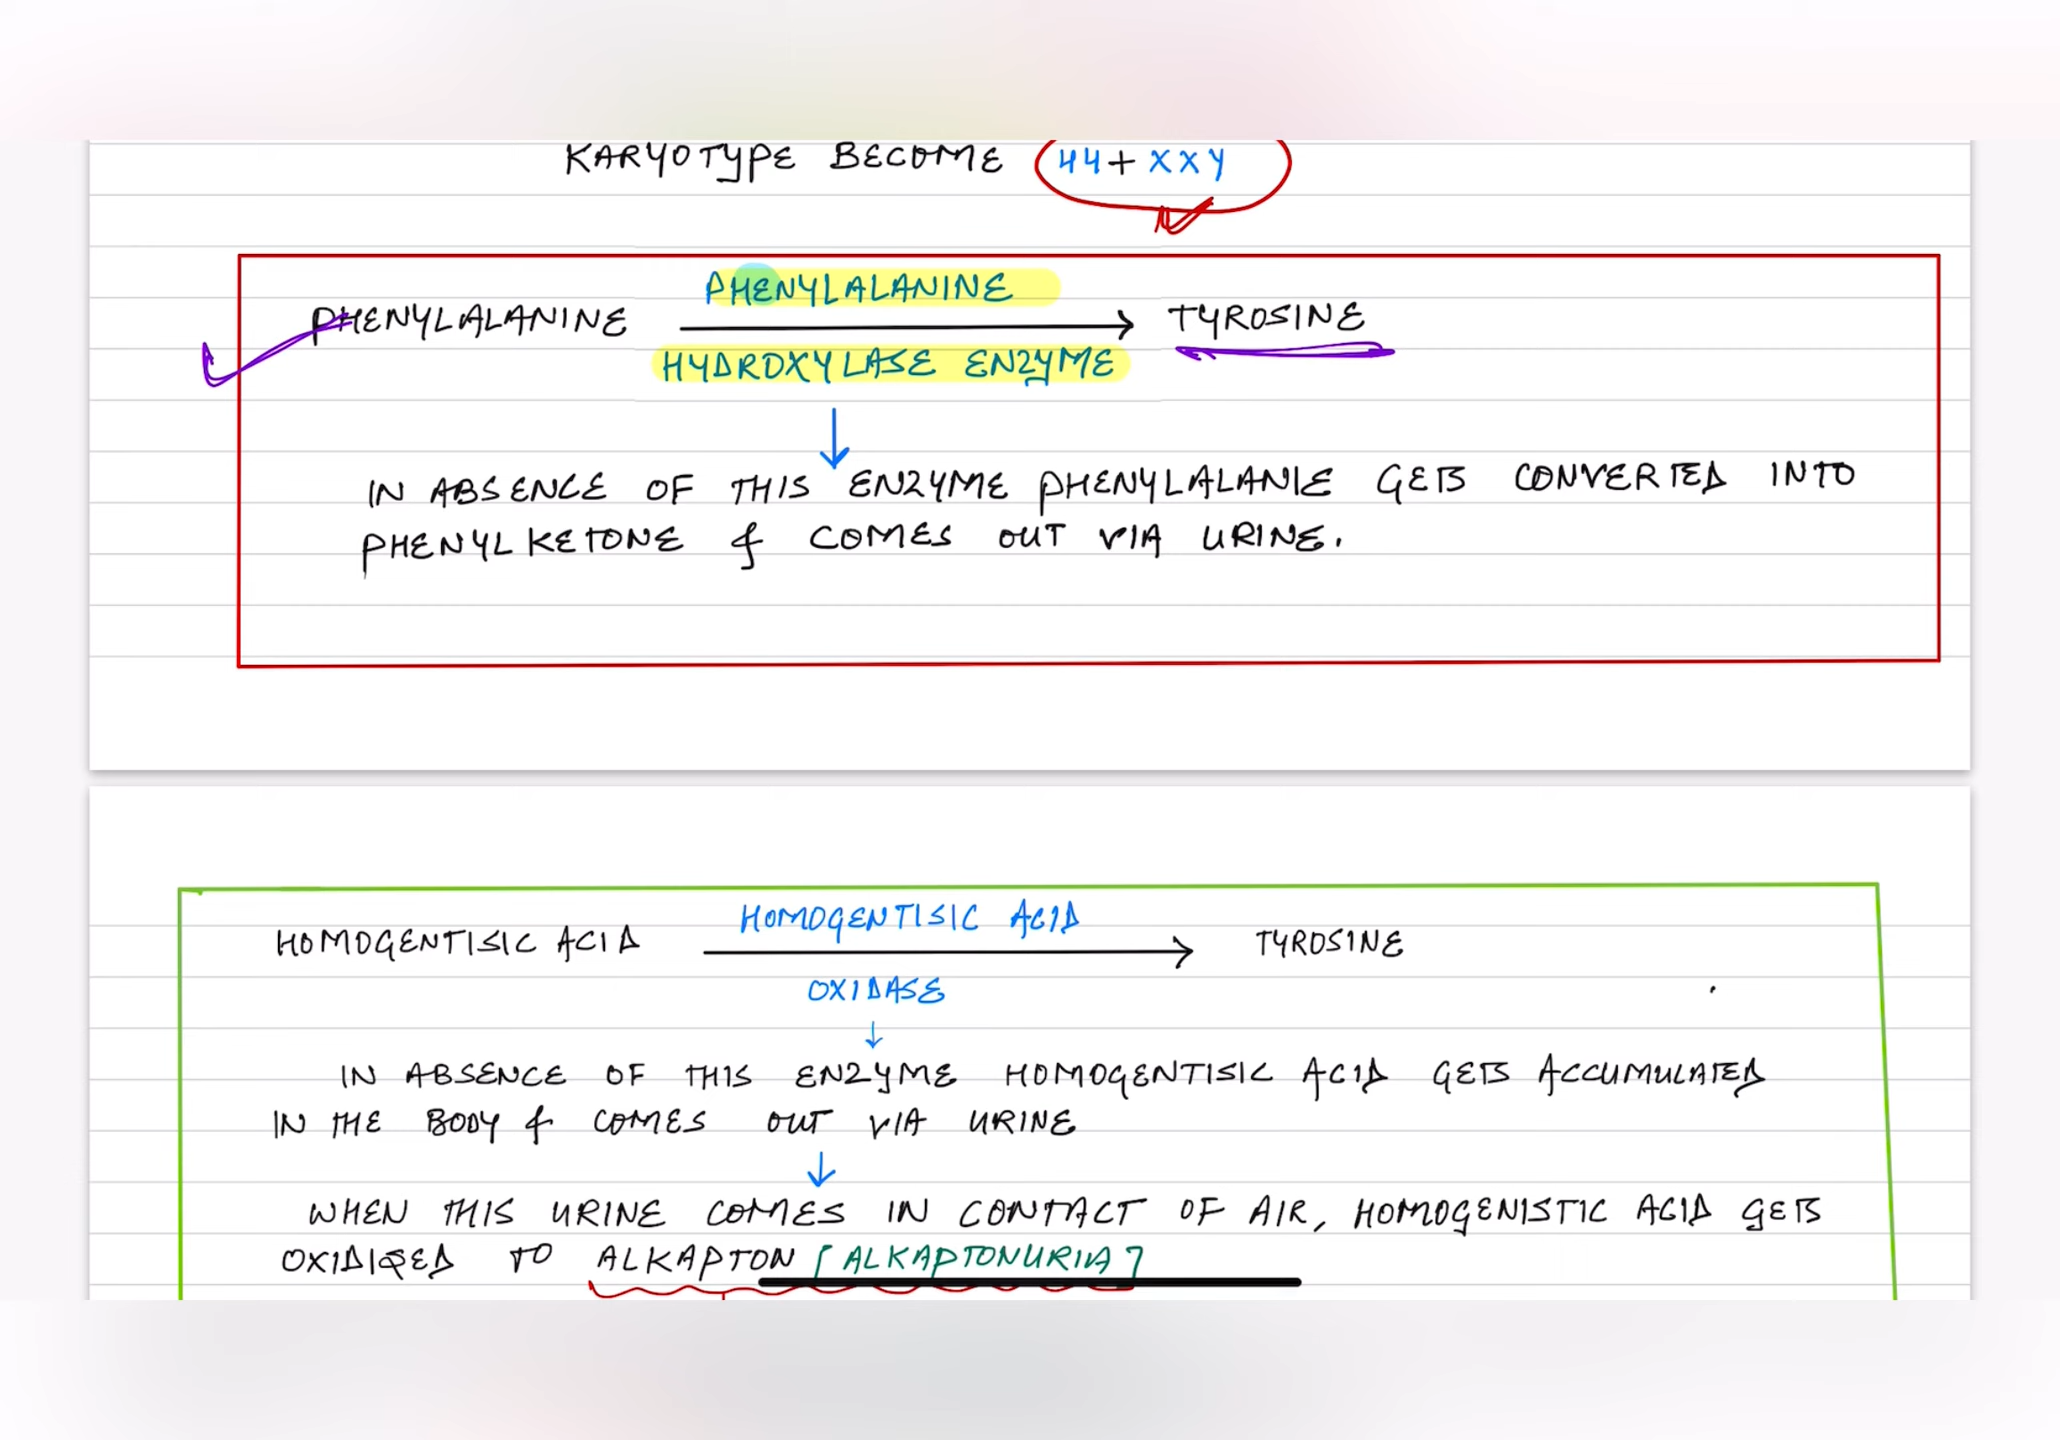 KARYOTYPE BECOME 44+ XXY
PHENYLALANINE
PHENYLALANINE TYROSINE
HYDROXYLASE ENZYME
IN ABSENCE OF THIS ENZYME PHENYLALANIE GETS CONVERTED INTO
PHENYLKETONE & COMES OUT VIA URINE.
HOMOGENTISIC ACID
HOMOGENTISIC ACID TYROSINE
OXIDASE
IN ABSENCE OF THIS ENZYME HOMOGENTISIC ACID GETS ACCUMULATED
IN THE BODY & COMES OUT VIA URINE
WHEN THIS URINE COMES IN CONTACT OF AIR, HOMOGENISTIC ACID GETS
OXIDISED TO ALKAPTON [ALKAPTONURIA]